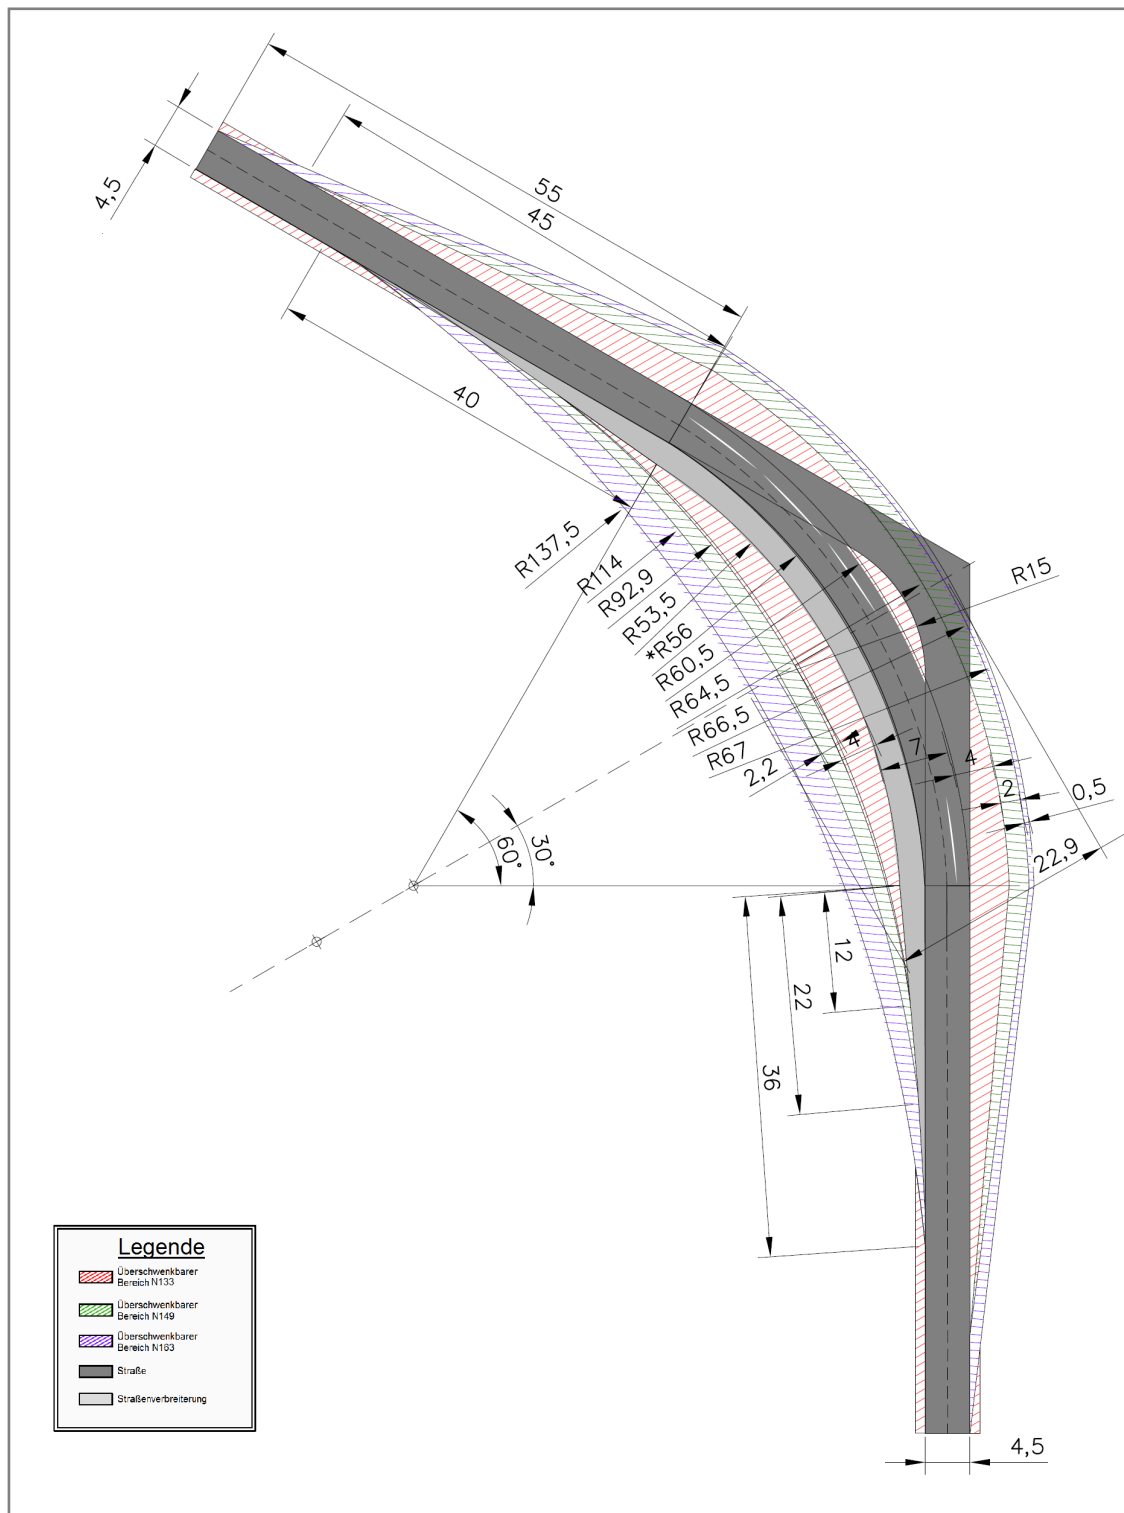 55
45
4,5
40
R137,5
R114
R92,9
R53,5
*R56
R60,5
R64,5
R66,5
R67
2,2
R15
4
7
4
2
0,5
22,9
60°
30°
12
22
36
Legende
Überschwenkbarer
Bereich N133
Überschwenkbarer
Bereich N149
Überschwenkbarer
Bereich N163
Straße
Straßenverbreiterung
4,5